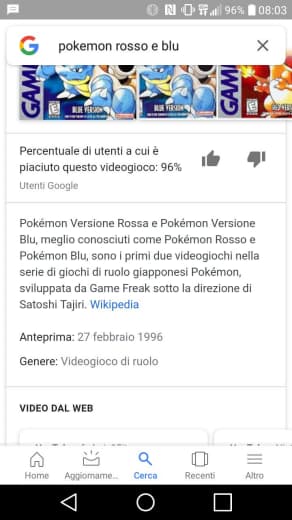 96% 08:03
pokemon rosso e blu
GAM
BLUE VERSION
BLUE VERSION
GAM
Percentuale di utenti a cui è
piaciuto questo videogioco: 96%
Utenti Google
Pokémon Versione Rossa e Pokémon Versione
Blu, meglio conosciuti come Pokémon Rosso e
Pokémon Blu, sono i primi due videogiochi nella
serie di giochi di ruolo giapponesi Pokémon,
sviluppata da Game Freak sotto la direzione di
Satoshi Tajiri. Wikipedia
Anteprima: 27 febbraio 1996
Genere: Videogioco di ruolo
VIDEO DAL WEB
Home Aggiorname... Cerca Recenti Altro